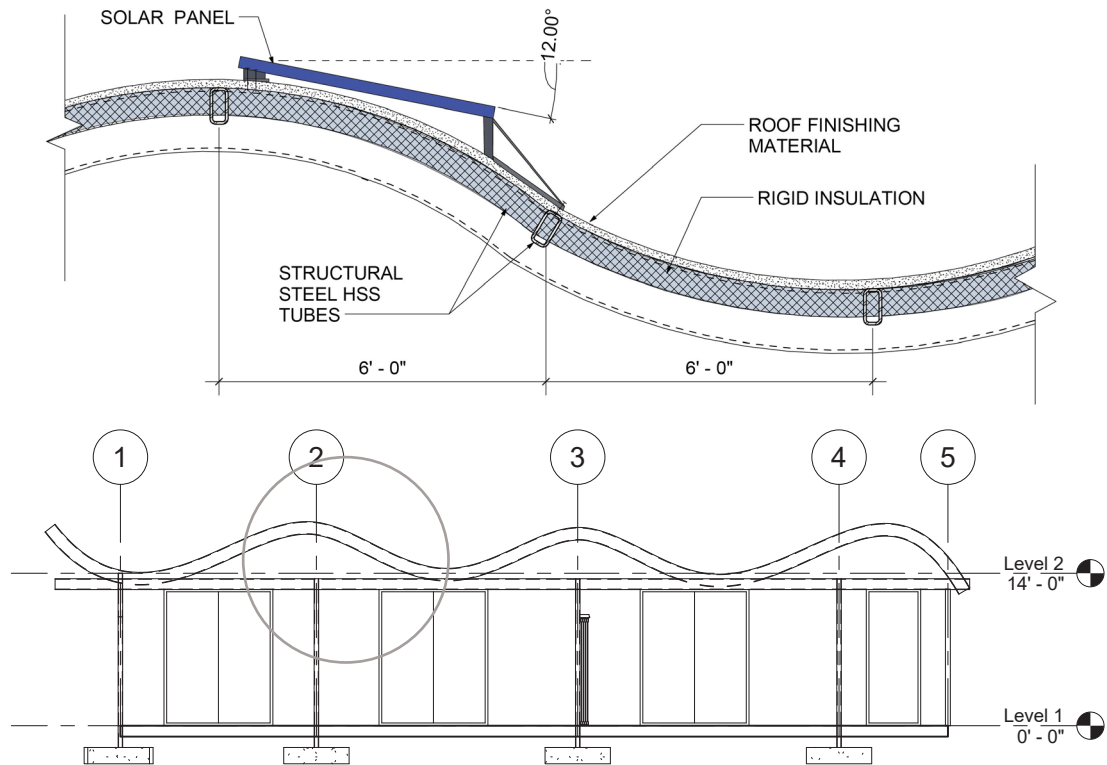 SOLAR PANEL
12.00°
ROOF FINISHING
MATERIAL
RIGID INSULATION
STRUCTURAL
STEEL HSS
TUBES
6' - 0"
6' - 0"
1
2
3
4
5
Level 2
14' - 0"
Level 1
0' - 0"